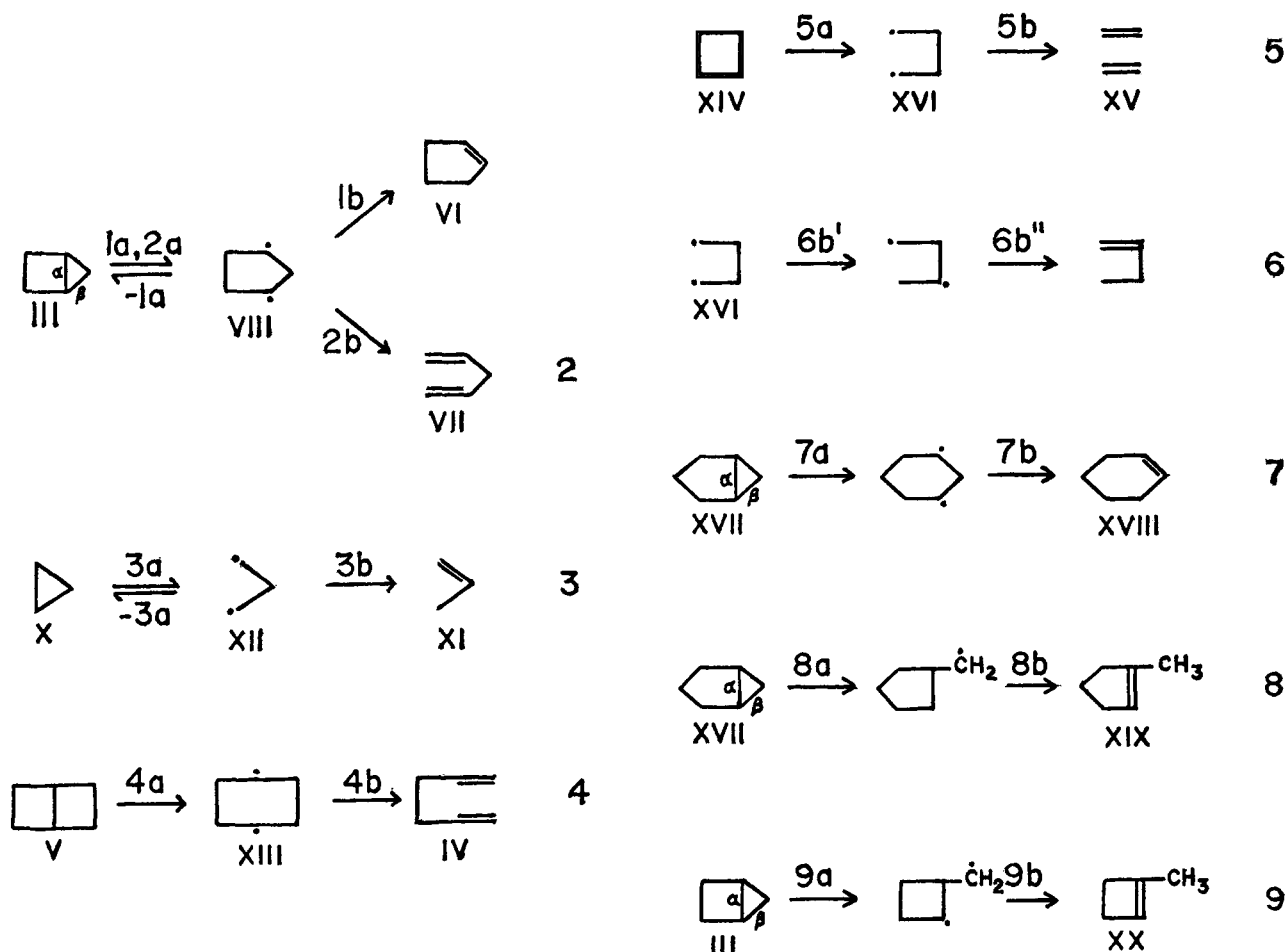 1b
VI
1a, 2a
α
β
-1a
III
VIII
2b
VII
2
3a
-3a
3b
X
XII
XI
3
4a
4b
V
XIII
IV
4
5a
5b
XIV
XVI
XV
5
6b'
6b"
XVI
6
7a
7b
α
β
XVII
XVIII
7
8a
ĊH2
8b
CH3
α
β
XVII
XIX
8
9a
ĊH2
9b
CH3
α
β
III
XX
9